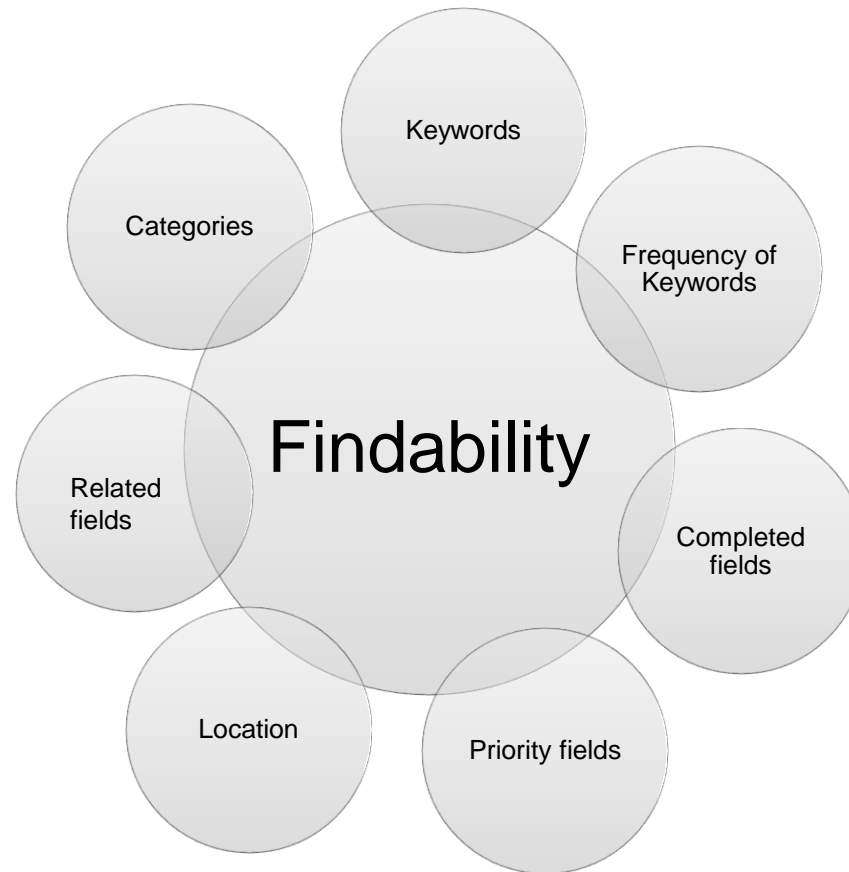 Keywords
Categories
Frequency of
Keywords
Findability
Related
fields
Completed
fields
Location
Priority fields